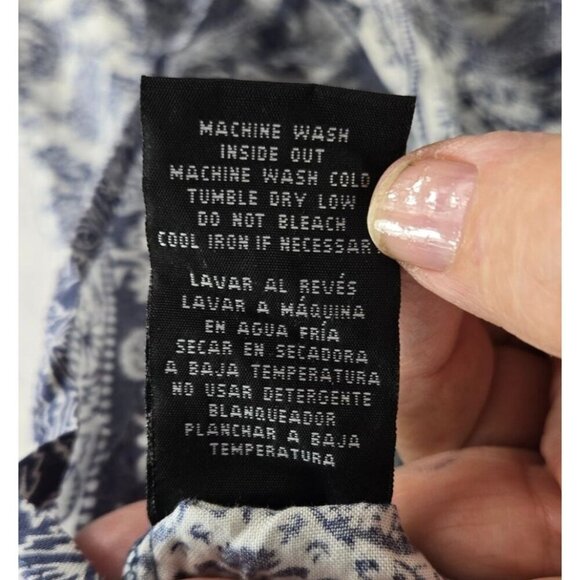 MACHINE WASH
INSIDE OUT
MACHINE WASH COLD
TUMBLE DRY LOW
DO NOT BLEACH
COOL IRON IF NECESSAR
LAVAR AL REVÉS
LAVAR A MÁQUINA
EN AGUA FRÍA
SECAR EN SECADORA
A BAJA TEMPERATURA
NO USAR DETERGENTE
BLANQUEADOR
PLANCHAR A BAJA
TEMPERATURA